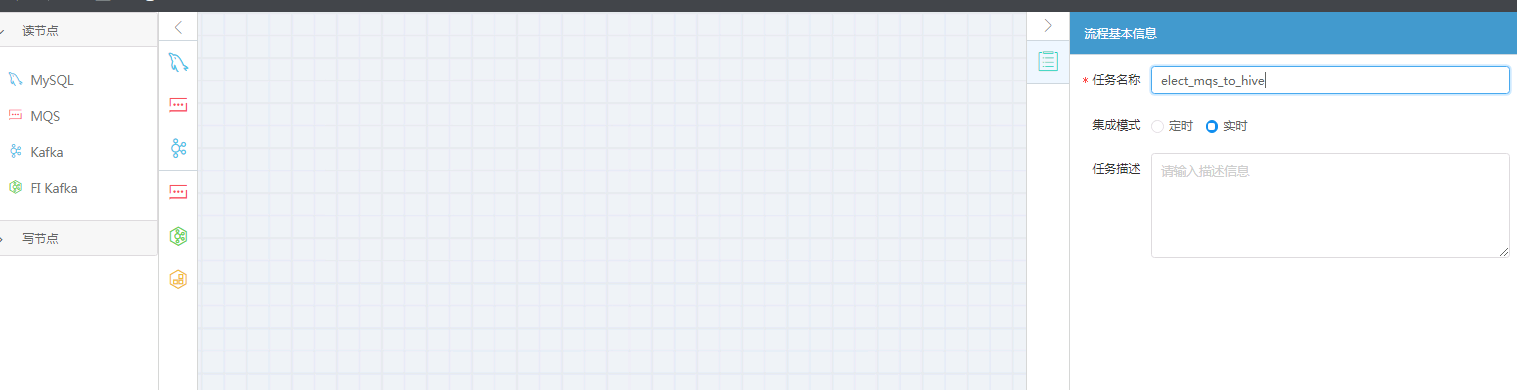 读节点
MySQL
MQS
Kafka
FI Kafka
写节点
流程基本信息
* 任务名称 elect_mqs_to_hive
集成模式 定时 实时
任务描述 请输入描述信息